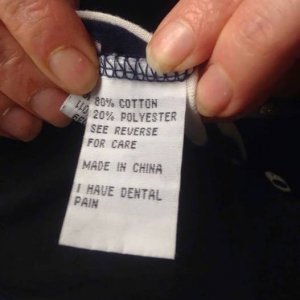 80% COTTON
20% POLYESTER
SEE REVERSE
FOR CARE
MADE IN CHINA
I HAVE DENTAL
PAIN